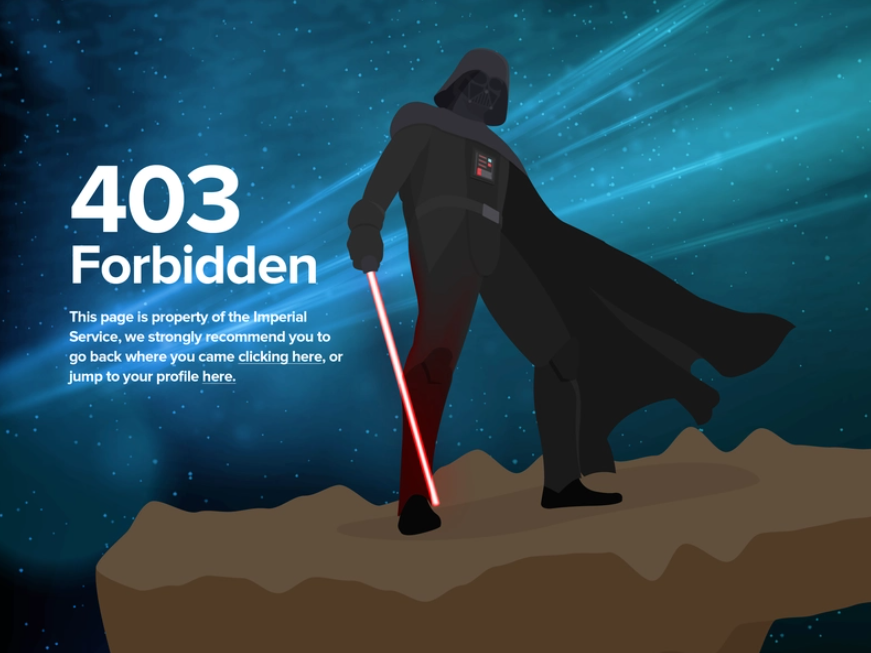 403
Forbidden
This page is property of the Imperial
Service, we strongly recommend you to
go back where you came clicking here, or
jump to your profile here.